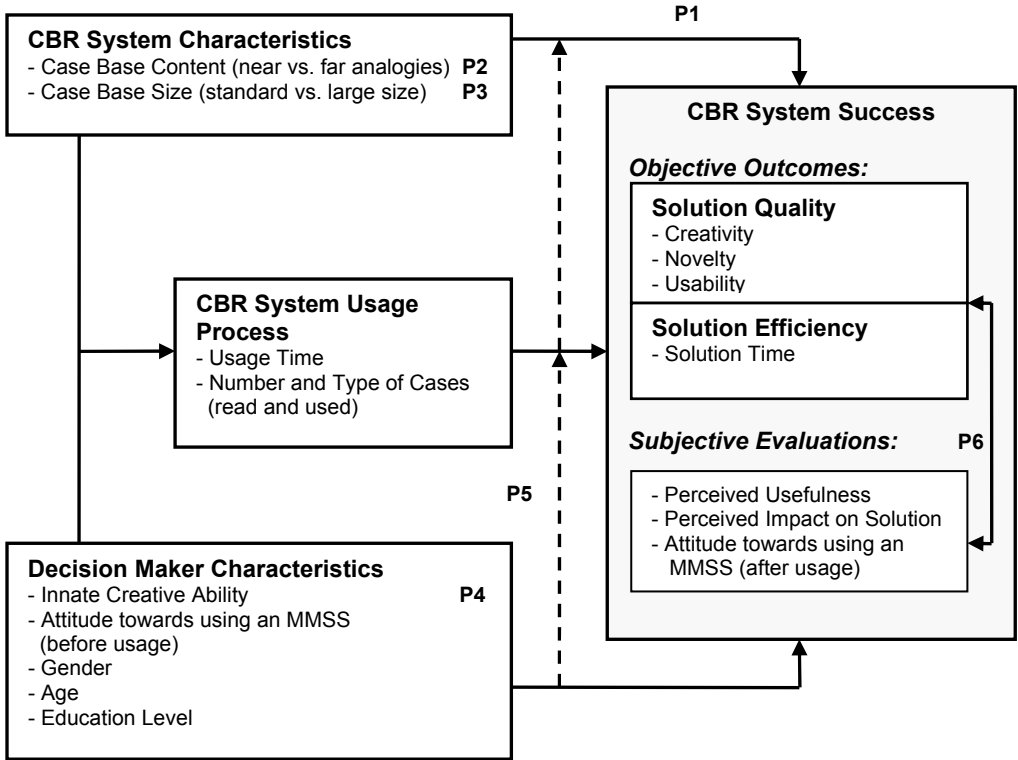 P1
CBR System Characteristics
- Case Base Content (near vs. far analogies) P2
- Case Base Size (standard vs. large size) P3
CBR System Success
Objective Outcomes:
Solution Quality
- Creativity
- Novelty
- Usability
Solution Efficiency
- Solution Time
CBR System Usage
Process
- Usage Time
- Number and Type of Cases
(read and used)
Subjective Evaluations: P6
- Perceived Usefulness
- Perceived Impact on Solution
- Attitude towards using an
MMSS (after usage)
P5
Decision Maker Characteristics
- Innate Creative Ability P4
- Attitude towards using an MMSS
(before usage)
- Gender
- Age
- Education Level